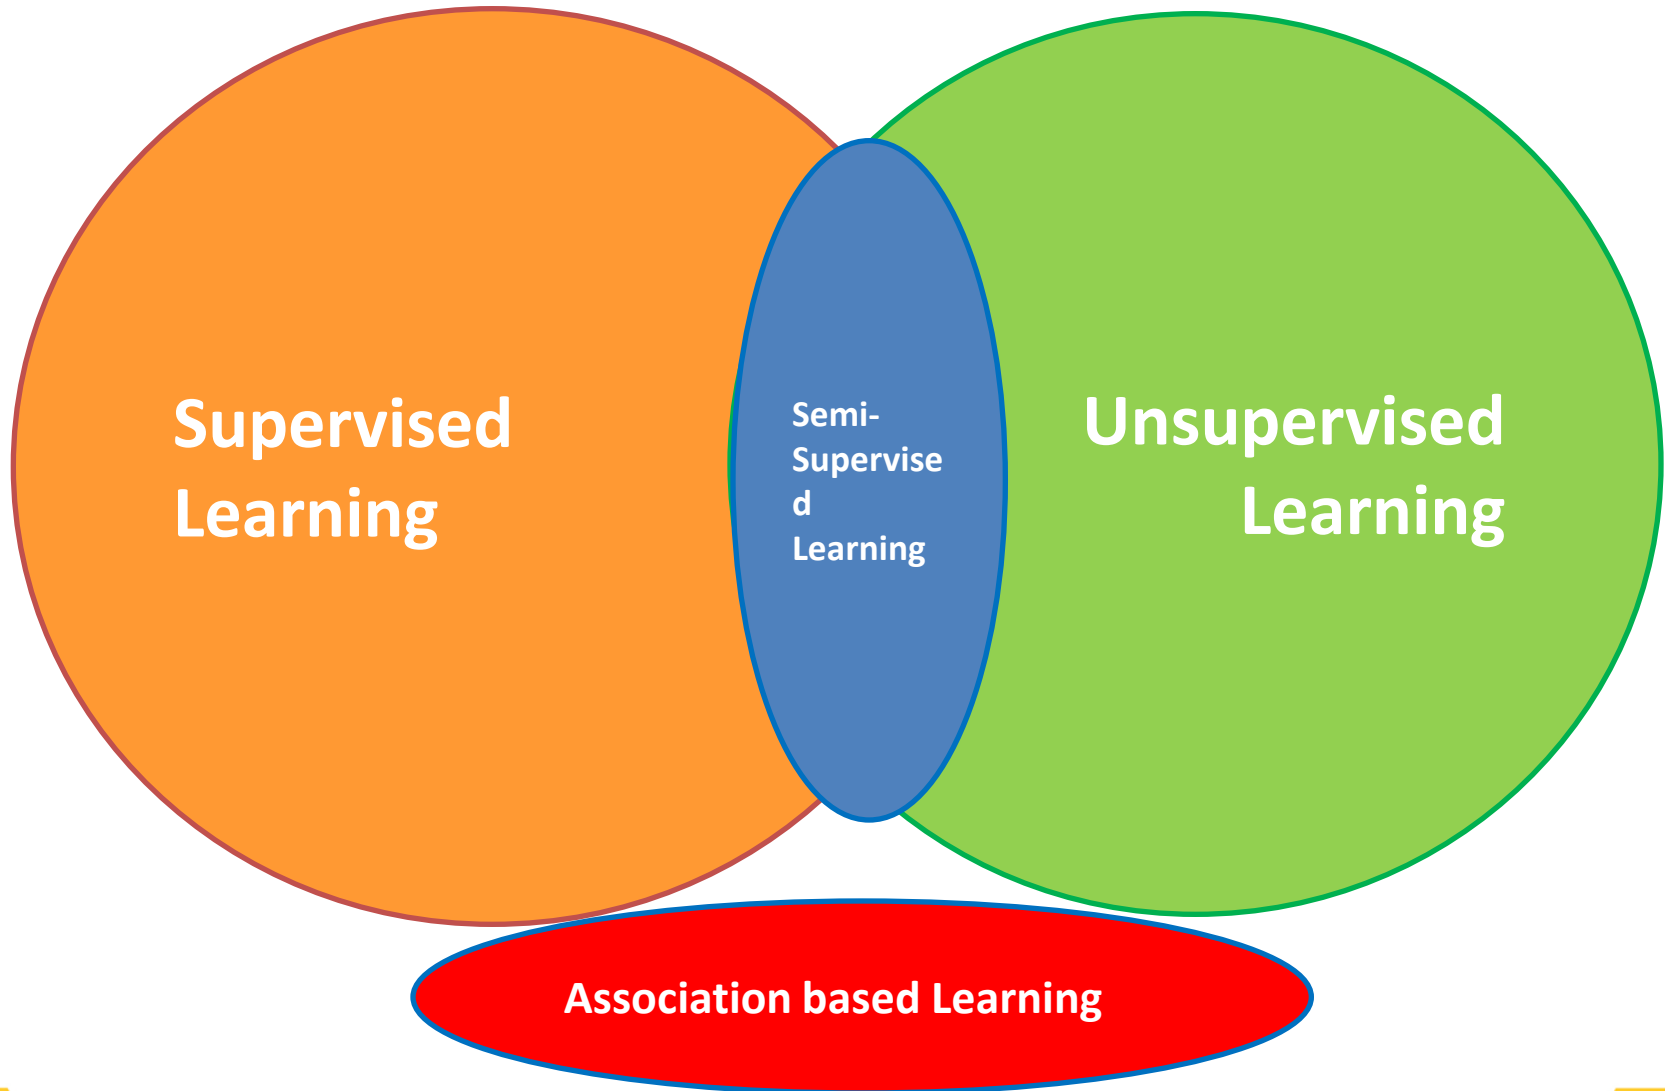 Supervised
Learning
Semi-
Supervise
d
Learning
Unsupervised
Learning
Association based Learning